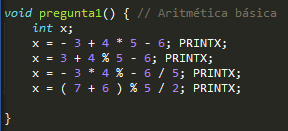 void pregunta1() { // Aritmética básica
int x;
x = - 3 + 4 * 5 - 6; PRINTX;
x = 3 + 4 % 5 - 6; PRINTX;
x = - 3 * 4 % - 6 / 5; PRINTX;
x = ( 7 + 6 ) % 5 / 2; PRINTX;
}